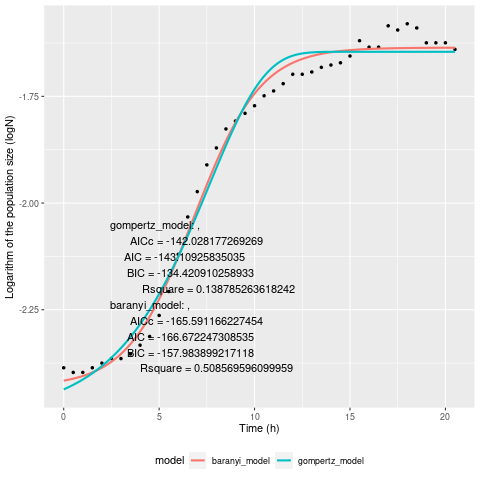 -1.75
-2.00
-2.25
Logarithm of the population size (logN)
gompertz_model: ,
AICc = -142.028177269269
AIC = -143.10925835035
BIC = -134.420910258933
Rsquare = 0.138785263618242
baranyi_model: ,
AICc = -165.591166227454
AIC = -166.672247308535
BIC = -157.983899217118
Rsquare = 0.508569596099959
0 5 10 15 20
Time (h)
model baranyi_model gompertz_model